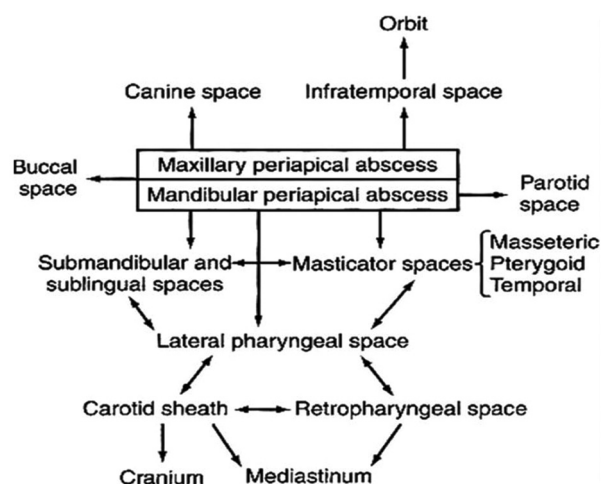 Orbit
Canine space
Infratemporal space
Maxillary periapical abscess
Buccal
space
Mandibular periapical abscess
Parotid
space
Submandibular and
sublingual spaces
Masticator spaces
Masseteric
Pterygoid
Temporal
Lateral pharyngeal space
Carotid sheath
Retropharyngeal space
Cranium
Mediastinum